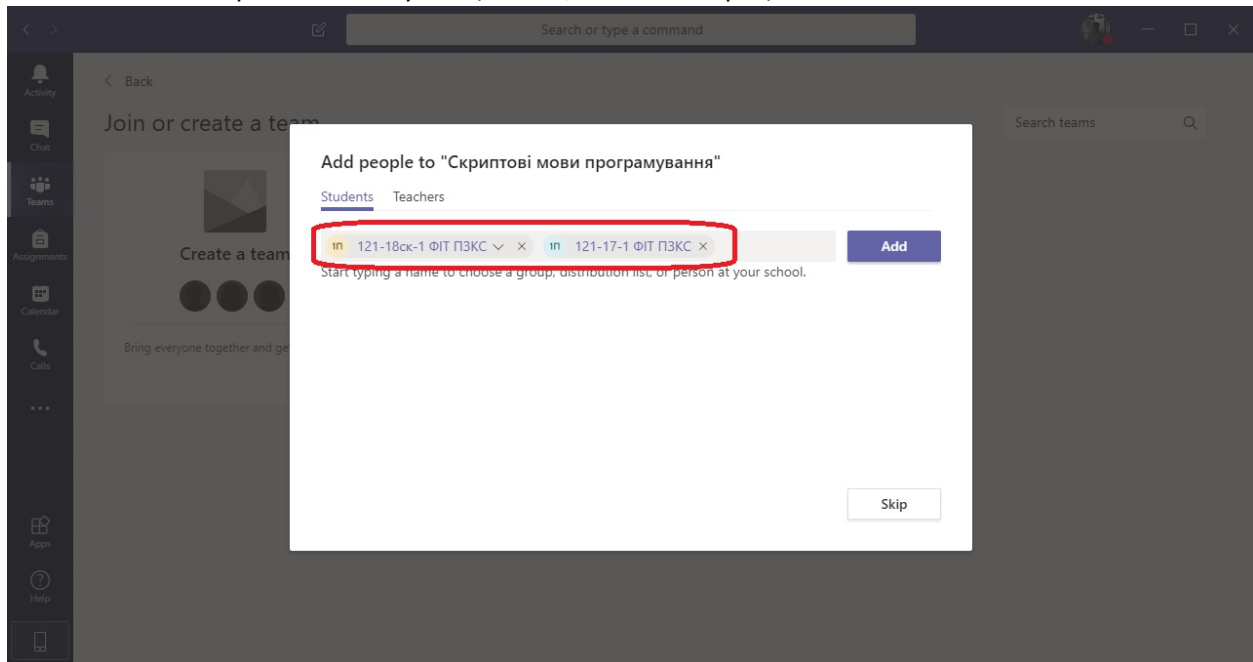 Search or type a command
Activity
Chat
Teams
Assignments
Calendar
Calls
Apps
Help
Back
Join or create a team
Search teams
Create a team
Bring everyone together and ge
Add people to "Скриптові мови програмування"
Students Teachers
1П 121-18ск-1 ФІТ ПЗКС 1П 121-17-1 ФІТ ПЗКС
Add
Start typing a name to choose a group, distribution list, or person at your school.
Skip